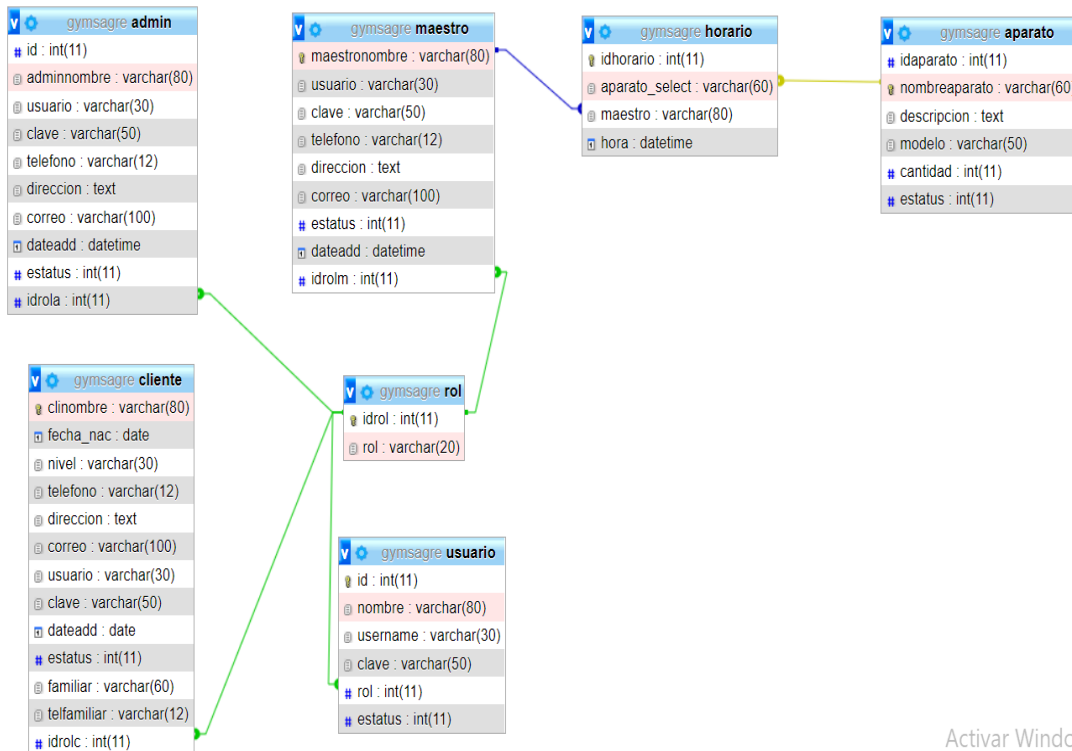 gymsagre admin
id : int(11)
adminnombre : varchar(80)
usuario : varchar(30)
clave : varchar(50)
telefono : varchar(12)
direccion : text
correo : varchar(100)
dateadd : datetime
estatus : int(11)
idrola : int(11)
gymsagre maestro
maestronombre : varchar(80)
usuario : varchar(30)
clave : varchar(50)
telefono : varchar(12)
direccion : text
correo : varchar(100)
estatus : int(11)
dateadd : datetime
idrolm : int(11)
gymsagre horario
idhorario : int(11)
aparato_select : varchar(60)
maestro : varchar(80)
hora : datetime
gymsagre aparato
idaparato : int(11)
nombreaparato : varchar(60
descripcion : text
modelo : varchar(50)
cantidad : int(11)
estatus : int(11)
gymsagre cliente
clinombre : varchar(80)
fecha_nac : date
nivel : varchar(30)
telefono : varchar(12)
direccion : text
correo : varchar(100)
usuario : varchar(30)
clave : varchar(50)
dateadd : date
estatus : int(11)
familiar : varchar(60)
telfamiliar : varchar(12)
idrolc : int(11)
gymsagre rol
idrol : int(11)
rol : varchar(20)
gymsagre usuario
id : int(11)
nombre : varchar(80)
username : varchar(30)
clave : varchar(50)
rol : int(11)
estatus : int(11)
Activar Windo